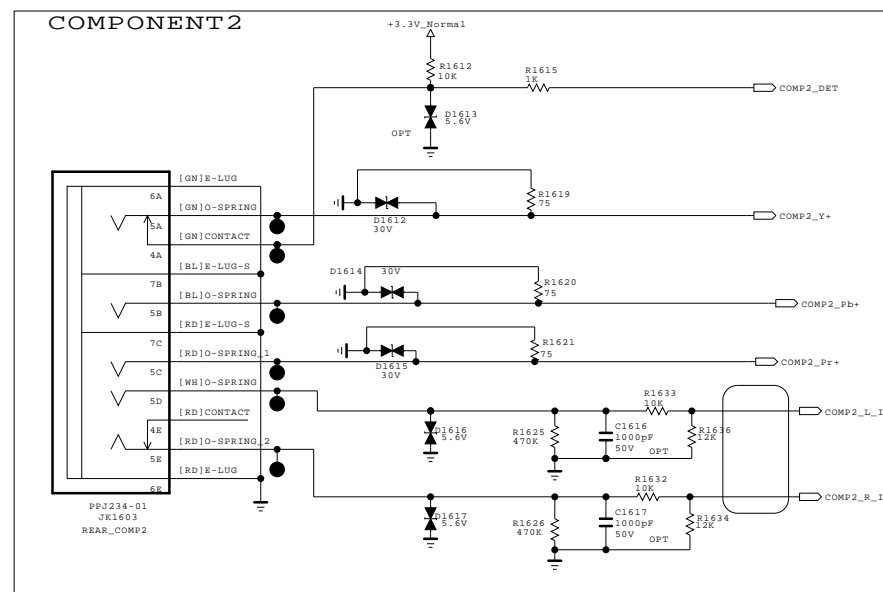 COMPONENT2
+3.3V_Normal
R1612
10K
R1615
1K
COMP2_DET
D1613
5.6V
OPT
[GN]E-LUG
6A
[GN]O-SPRING
5A
[GN]CONTACT
4A
[BL]E-LUG-S
7B
[BL]O-SPRING
5B
[RD]E-LUG-S
7C
[RD]O-SPRING_1
5C
[WH]O-SPRING
5D
[RD]CONTACT
4E
[RD]O-SPRING_2
5E
[RD]E-LUG
6E
PPJ234-01
JK1603
REAR_COMP2
R1619
75
D1612
30V
COMP2_Y+
D1614
30V
R1620
75
COMP2_Pb+
R1621
75
D1615
30V
COMP2_Pr+
D1616
5.6V
R1625
470K
C1616
1000pF
50V
OPT
R1633
10K
R1636
12K
COMP2_L_I
D1617
5.6V
R1626
470K
C1617
1000pF
50V
OPT
R1632
10K
R1634
12K
COMP2_R_I